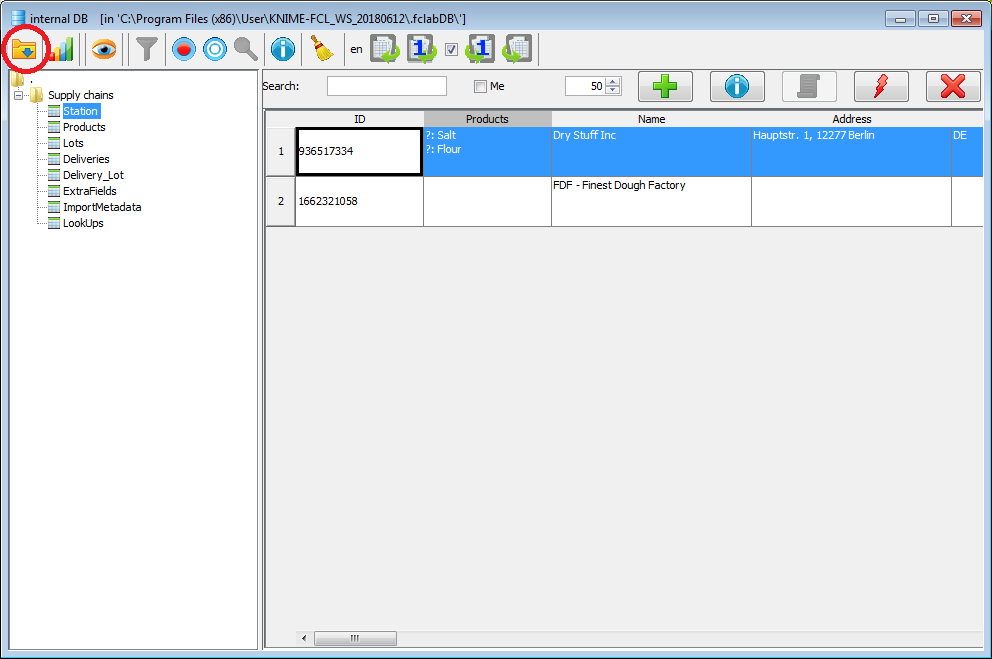 internal DB [in 'C:\Program Files (x86)\User\KNIME-FCL_WS_20180612\.fclabDB\']
en 1 1
.
Supply chains
Station
Products
Lots
Deliveries
Delivery_Lot
ExtraFields
ImportMetadata
LookUps
Search: Me 50
ID Products Name Address
1 936517334 ?: Salt Dry Stuff Inc Hauptstr. 1, 12277 Berlin DE
?: Flour
2 1662321058 FDF - Finest Dough Factory